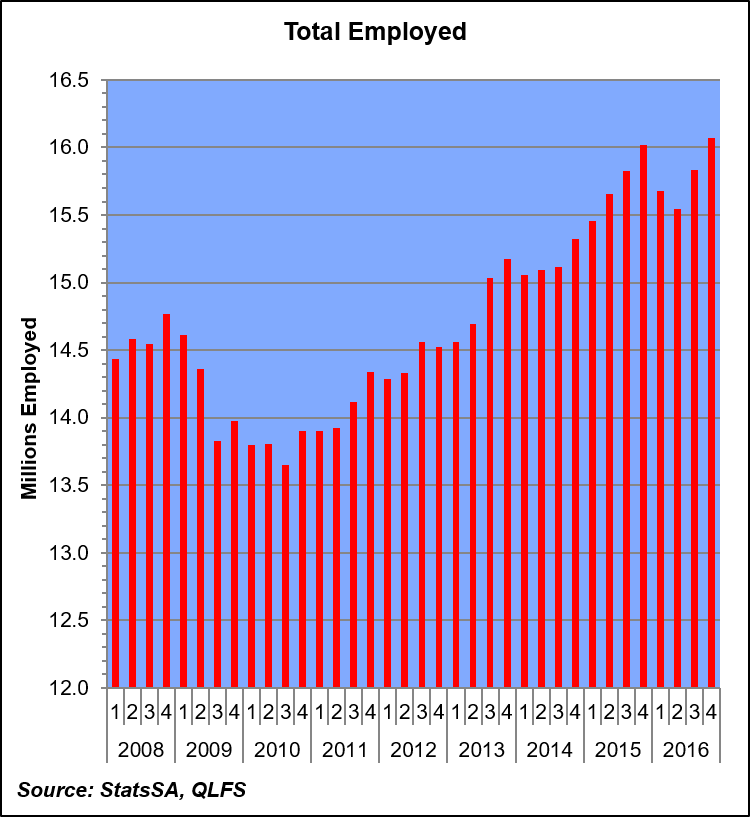 Total Employed
16.5
16.0
15.5
15.0
14.5
14.0
13.5
13.0
12.5
12.0
Millions Employed
1 2 3 4 1 2 3 4 1 2 3 4 1 2 3 4 1 2 3 4 1 2 3 4 1 2 3 4 1 2 3 4 1 2 3 4
2008 2009 2010 2011 2012 2013 2014 2015 2016
Source: StatsSA, QLFS